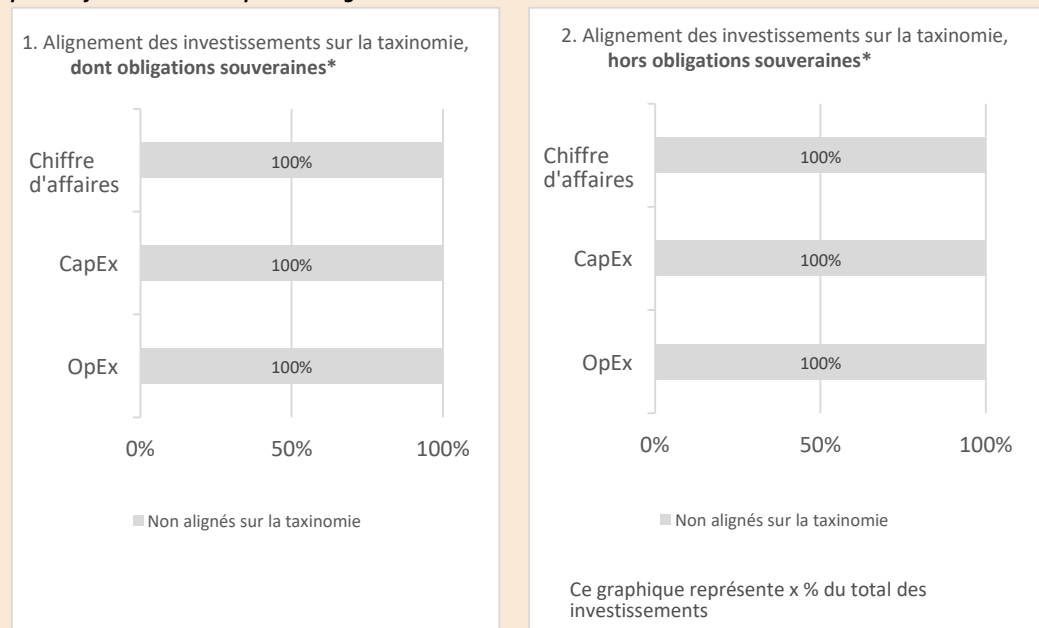 1. Alignement des investissements sur la taxinomie,
dont obligations souveraines*
Chiffre
d'affaires
100%
CapEx
100%
OpEx
100%
0%
50%
100%
Non alignés sur la taxinomie
2. Alignement des investissements sur la taxinomie,
hors obligations souveraines*
Chiffre
d'affaires
100%
CapEx
100%
OpEx
100%
0%
50%
100%
Non alignés sur la taxinomie
Ce graphique représente x % du total des
investissements